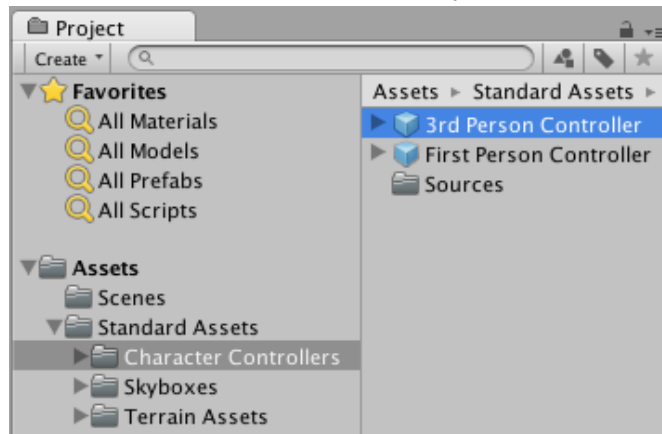 Project
Create
Favorites
All Materials
All Models
All Prefabs
All Scripts
Assets
Scenes
Standard Assets
Character Controllers
Skyboxes
Terrain Assets
Assets ▸ Standard Assets ▸
3rd Person Controller
First Person Controller
Sources